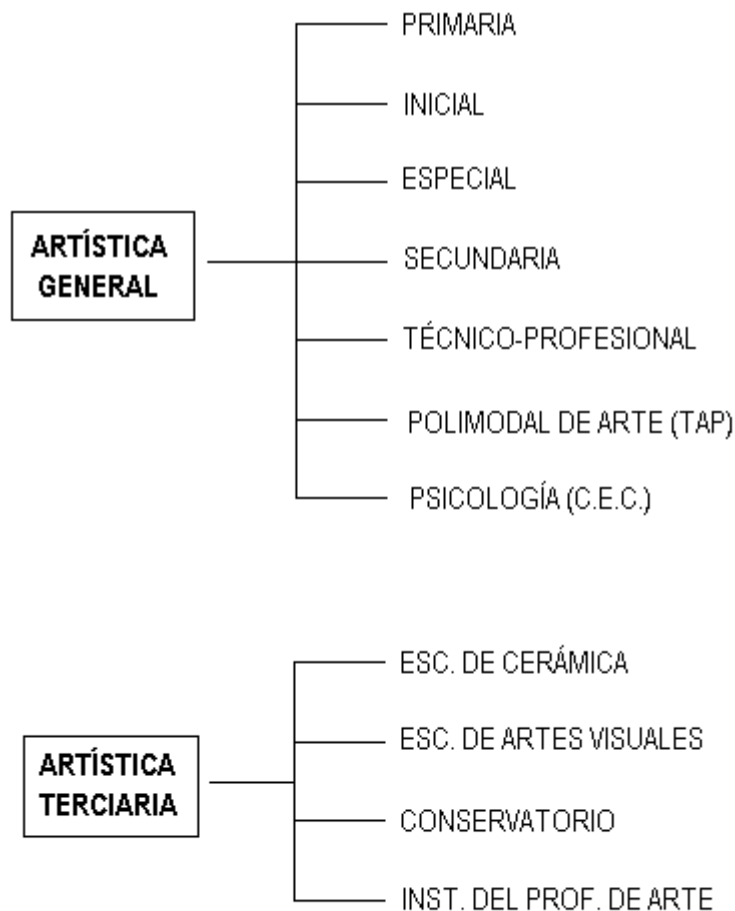 PRIMARIA
INICIAL
ESPECIAL
ARTÍSTICA
GENERAL
SECUNDARIA
TÉCNICO-PROFESIONAL
POLIMODAL DE ARTE (TAP)
PSICOLOGÍA (C.E.C.)
ESC. DE CERÁMICA
ESC. DE ARTES VISUALES
ARTÍSTICA
TERCIARIA
CONSERVATORIO
INST. DEL PROF. DE ARTE